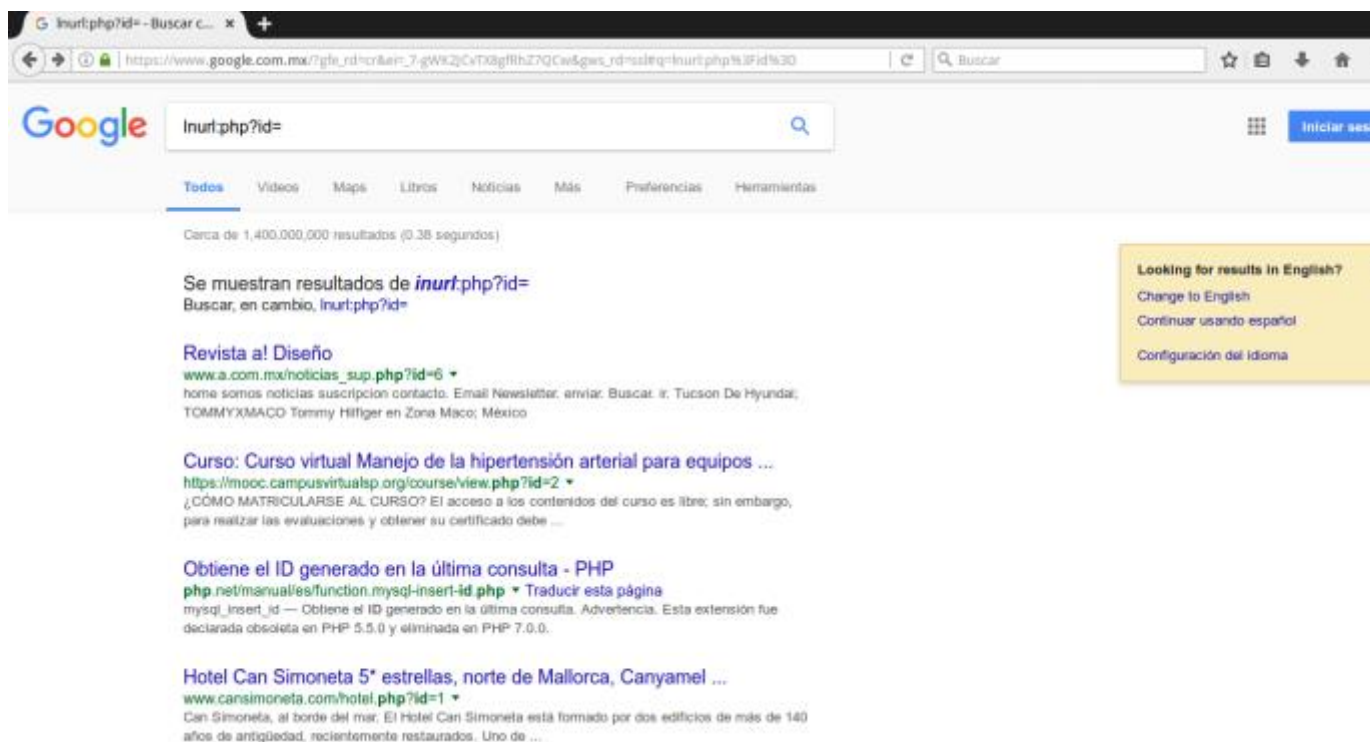 G Inurl:php?id= - Buscar c... × +
https://www.google.com.mx/?gfe_rd=cr&ei=
Buscar
Google
Inurl:php?id=
Iniciar ses
Todos Videos Maps Libros Noticias Más Preferencias Herramientas
Cerca de 1,400,000,000 resultados (0.38 segundos)
Se muestran resultados de inurl:php?id=
Buscar, en cambio, Inurl:php?id=
Looking for results in English?
Change to English
Continuar usando español
Configuración del idioma
Revista a! Diseño
www.a.com.mx/noticias_sup.php?id=6
home somos noticias suscripcion contacto. Email Newsletter. enviar. Buscar. ir. Tucson De Hyundai;
TOMMYXMACO Tommy Hilfiger en Zona Maco; México
Curso: Curso virtual Manejo de la hipertensión arterial para equipos ...
https://mooc.campusvirtualsp.org/course/view.php?id=2
¿CÓMO MATRICULARSE AL CURSO? El acceso a los contenidos del curso es libre; sin embargo,
para realizar las evaluaciones y obtener su certificado debe ...
Obtiene el ID generado en la última consulta - PHP
php.net/manual/es/function.mysql-insert-id.php Traducir esta página
mysql_insert_id — Obtiene el ID generado en la última consulta. Advertencia. Esta extensión fue
declarada obsoleta en PHP 5.5.0 y eliminada en PHP 7.0.0.
Hotel Can Simoneta 5* estrellas, norte de Mallorca, Canyamel ...
www.cansimoneta.com/hotel.php?id=1
Can Simoneta, al borde del mar. El Hotel Can Simoneta está formado por dos edificios de más de 140
años de antigüedad, recientemente restaurados. Uno de ...